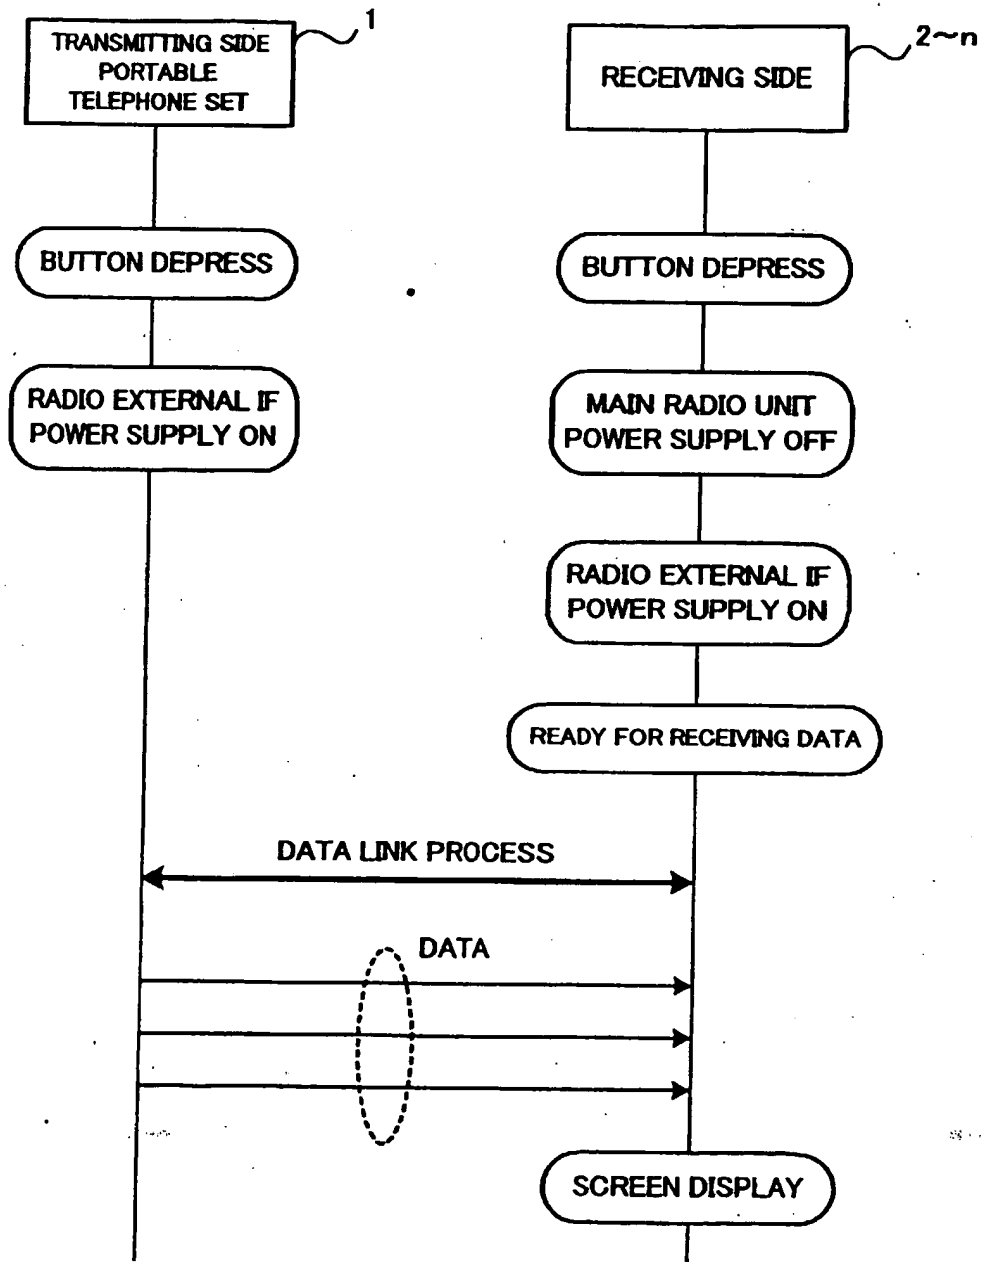 1
TRANSMITTING SIDE
PORTABLE
TELEPHONE SET
2~n
RECEIVING SIDE
BUTTON DEPRESS
BUTTON DEPRESS
RADIO EXTERNAL IF
POWER SUPPLY ON
MAIN RADIO UNIT
POWER SUPPLY OFF
RADIO EXTERNAL IF
POWER SUPPLY ON
READY FOR RECEIVING DATA
DATA LINK PROCESS
DATA
SCREEN DISPLAY